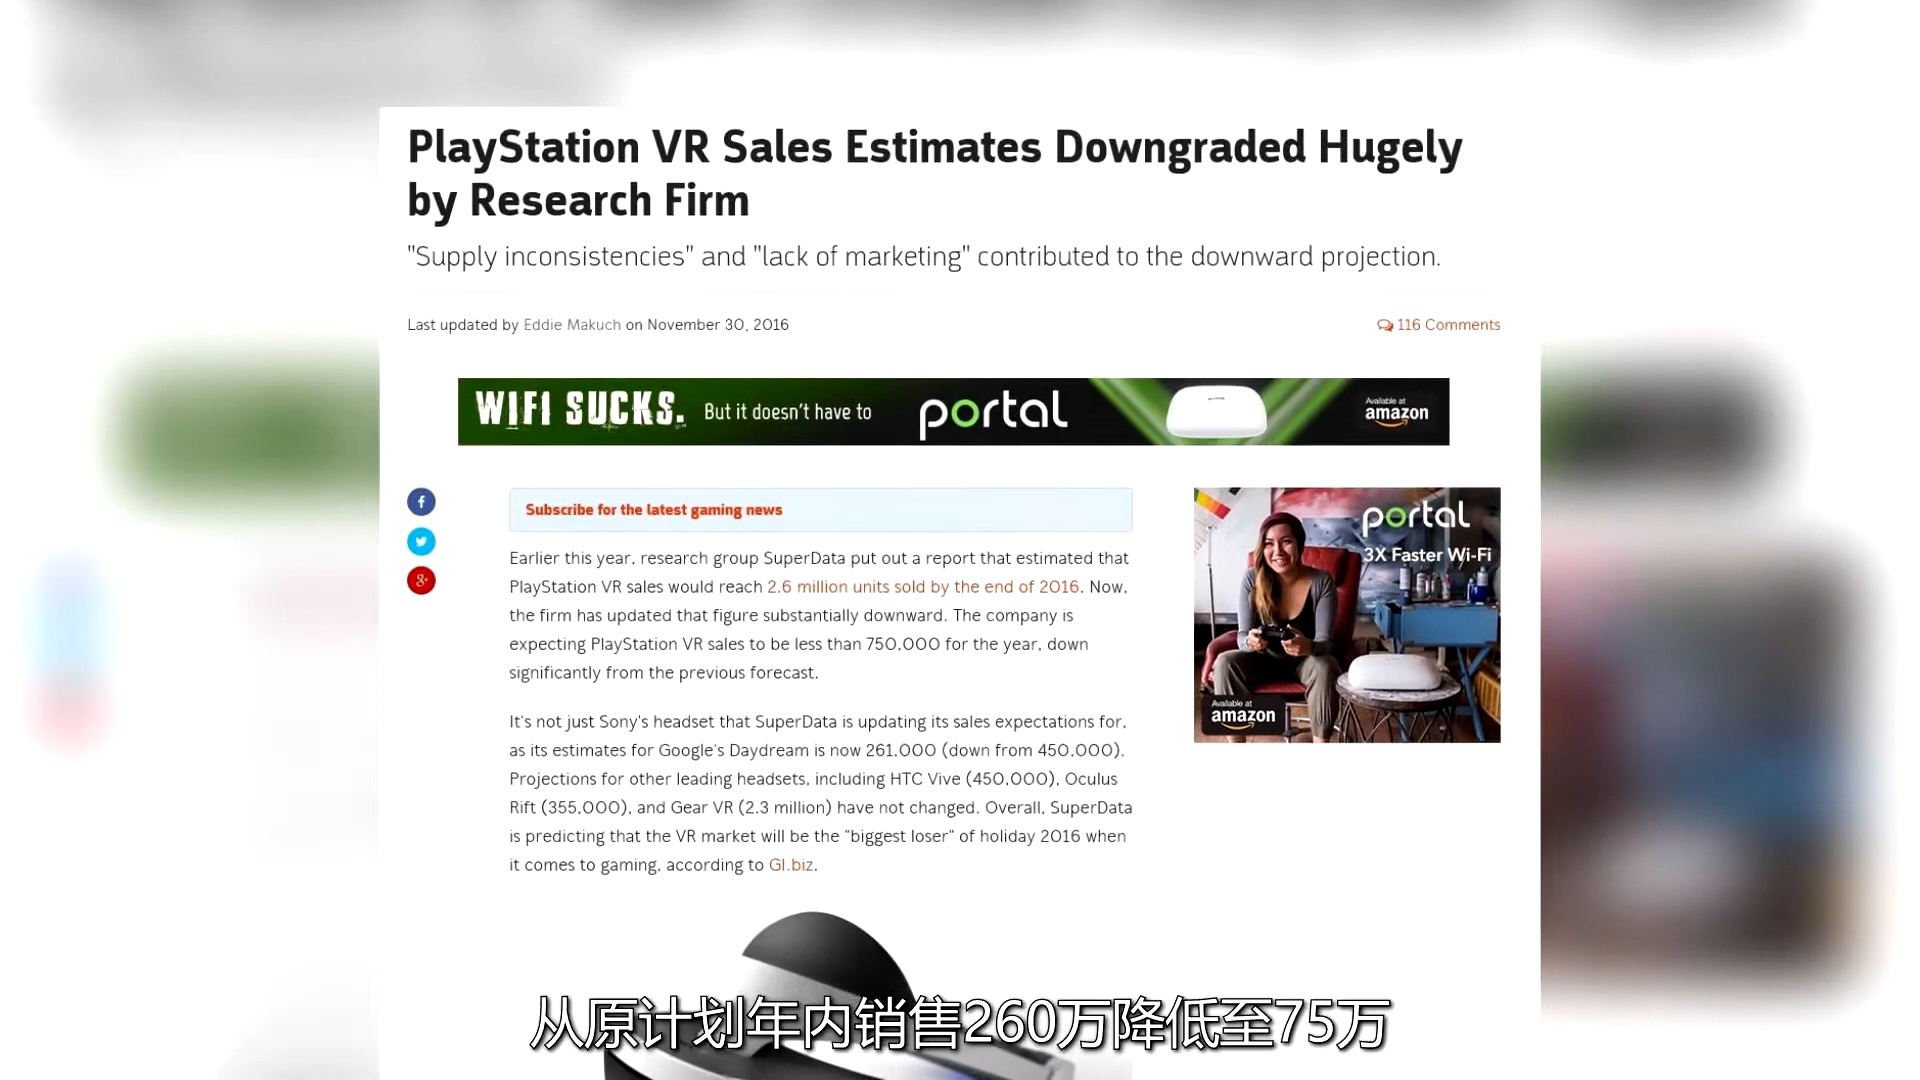 PlayStation VR Sales Estimates Downgraded Hugely
by Research Firm
"Supply inconsistencies" and "lack of marketing" contributed to the downward projection.
Last updated by Eddie Makuch on November 30, 2016
116 Comments
WIFI SUCKS. But it doesn't have to portal Available at amazon
Subscribe for the latest gaming news
Earlier this year, research group SuperData put out a report that estimated that
PlayStation VR sales would reach 2.6 million units sold by the end of 2016. Now,
the firm has updated that figure substantially downward. The company is
expecting PlayStation VR sales to be less than 750,000 for the year, down
significantly from the previous forecast.
It's not just Sony's headset that SuperData is updating its sales expectations for,
as its estimates for Google's Daydream is now 261,000 (down from 450,000).
Projections for other leading headsets, including HTC Vive (450,000), Oculus
Rift (355,000), and Gear VR (2.3 million) have not changed. Overall, SuperData
is predicting that the VR market will be the "biggest loser" of holiday 2016 when
it comes to gaming, according to GI.biz.
portal
3X Faster Wi-Fi
Available at
amazon
从原计划年内销售260万降低至75万